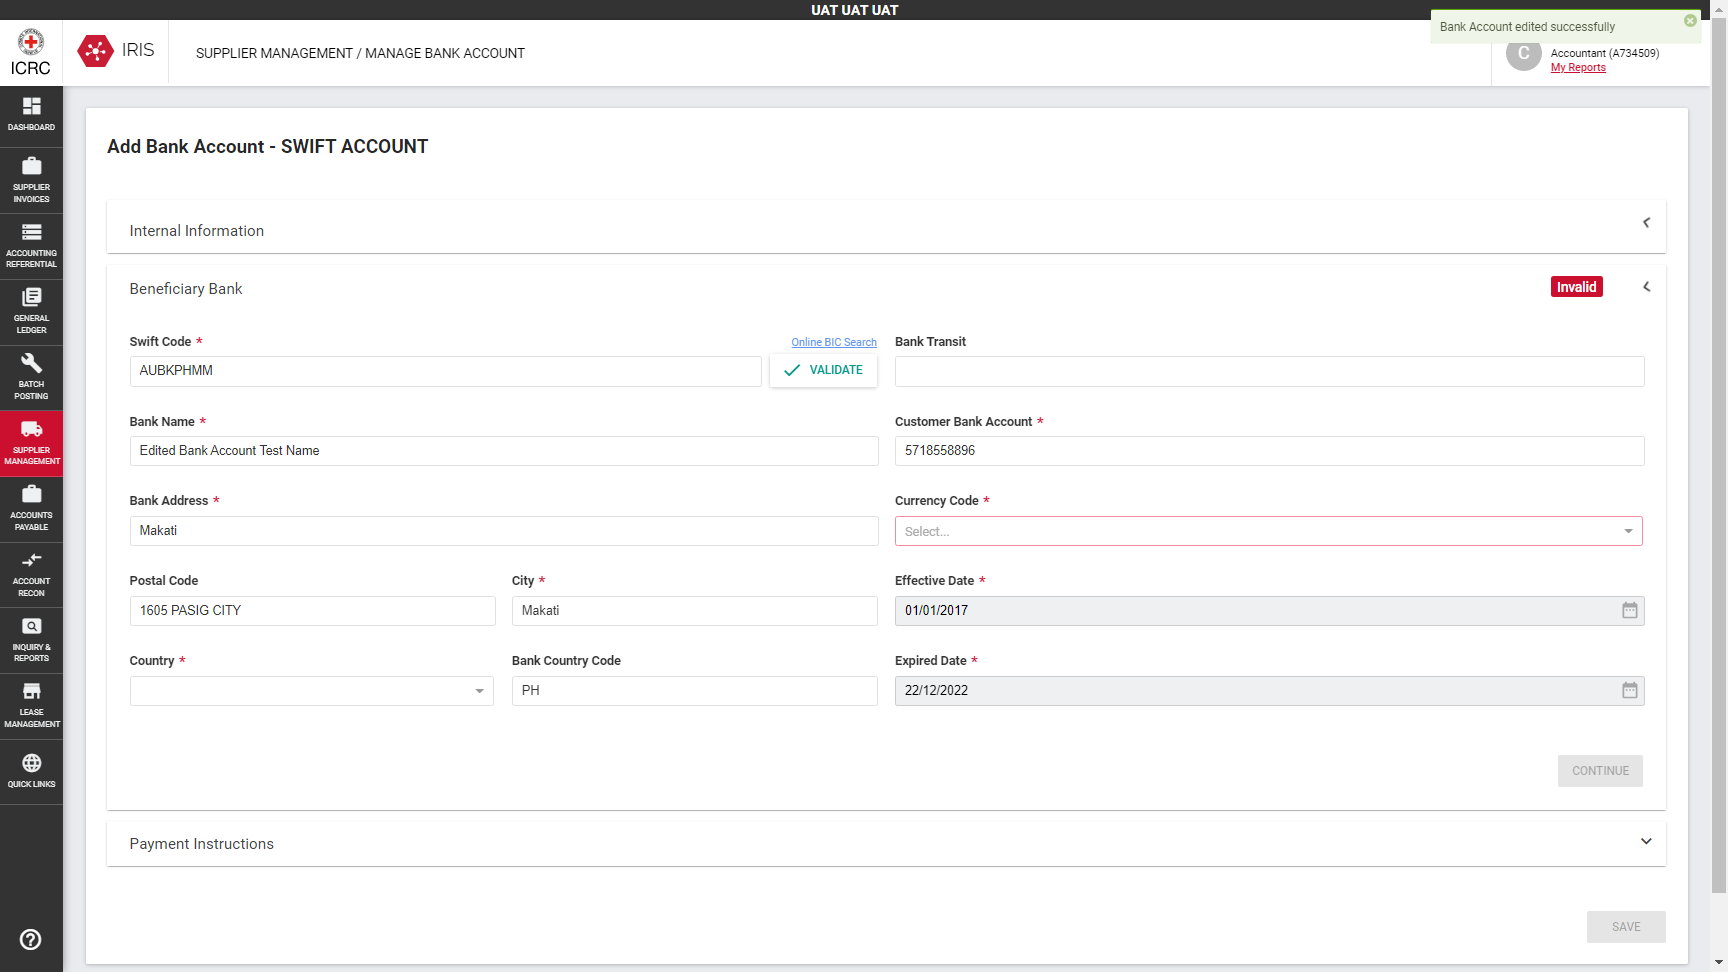 UAT UAT UAT
Bank Account edited successfully
ICRC
IRIS
SUPPLIER MANAGEMENT / MANAGE BANK ACCOUNT
C
Accountant (A734509)
My Reports
DASHBOARD
SUPPLIER
INVOICES
ACCOUNTING
REFERENTIAL
GENERAL
LEDGER
BATCH
POSTING
SUPPLIER
MANAGEMENT
ACCOUNTS
PAYABLE
ACCOUNT
RECON
INQUIRY &
REPORTS
LEASE
MANAGEMENT
QUICK LINKS
Add Bank Account - SWIFT ACCOUNT
Internal Information
Beneficiary Bank
Invalid
Swift Code *
Online BIC Search
Bank Transit
AUBKPHMM
VALIDATE
Bank Name *
Customer Bank Account *
Edited Bank Account Test Name
5718558896
Bank Address *
Currency Code *
Makati
Select...
Postal Code
City *
Effective Date *
1605 PASIG CITY
Makati
01/01/2017
Country *
Bank Country Code
Expired Date *
PH
22/12/2022
CONTINUE
Payment Instructions
SAVE